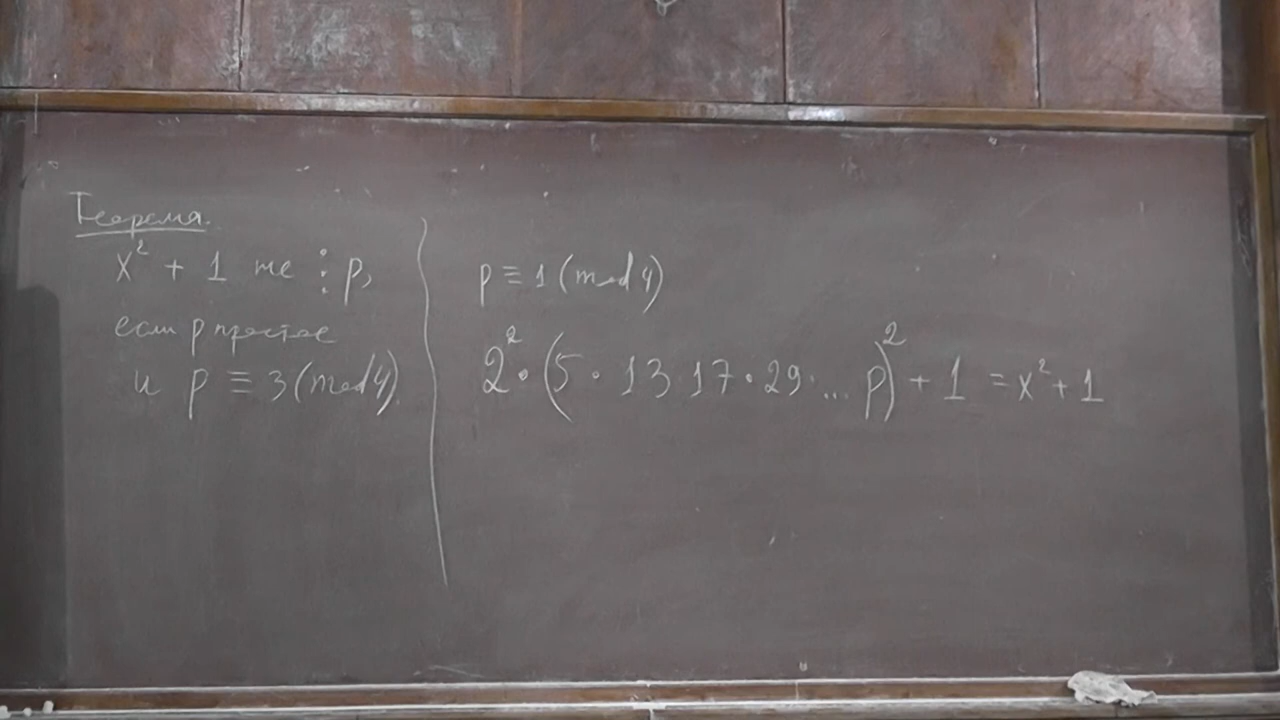 Теорема.
x² + 1 не ⋮ p,
если p простое
и p ≡ 3 (mod 4).
p ≡ 1 (mod 4)
2² · (5 · 13 17 · 29 · ... p)² + 1 = x² + 1